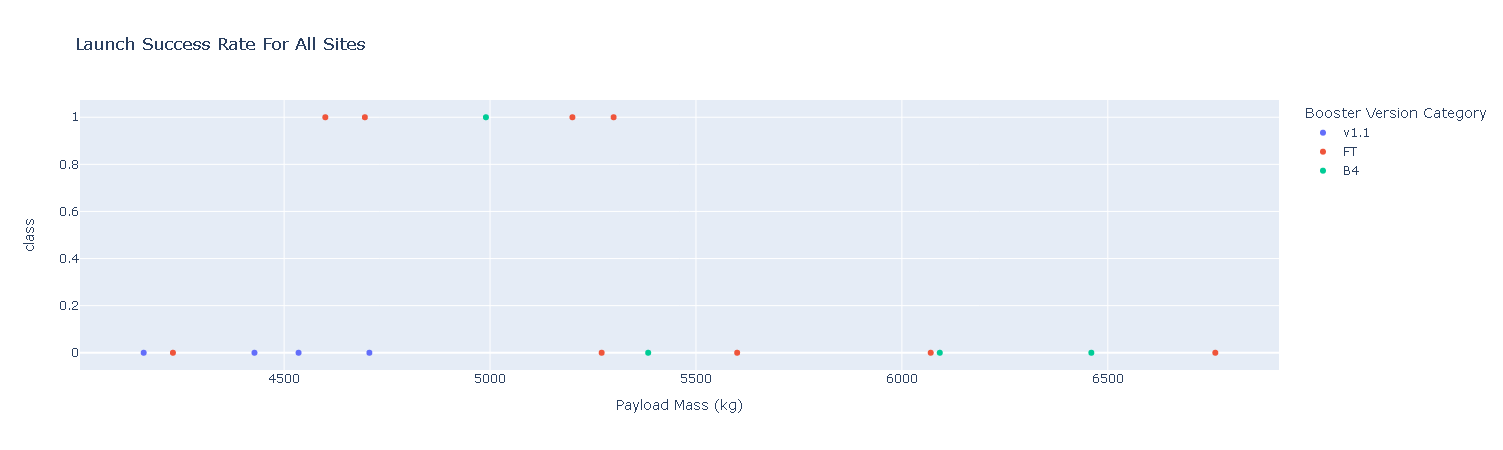 Launch Success Rate For All Sites
1
0.8
0.6
0.4
0.2
0
class
4500 5000 5500 6000 6500
Payload Mass (kg)
Booster Version Category
v1.1
FT
B4